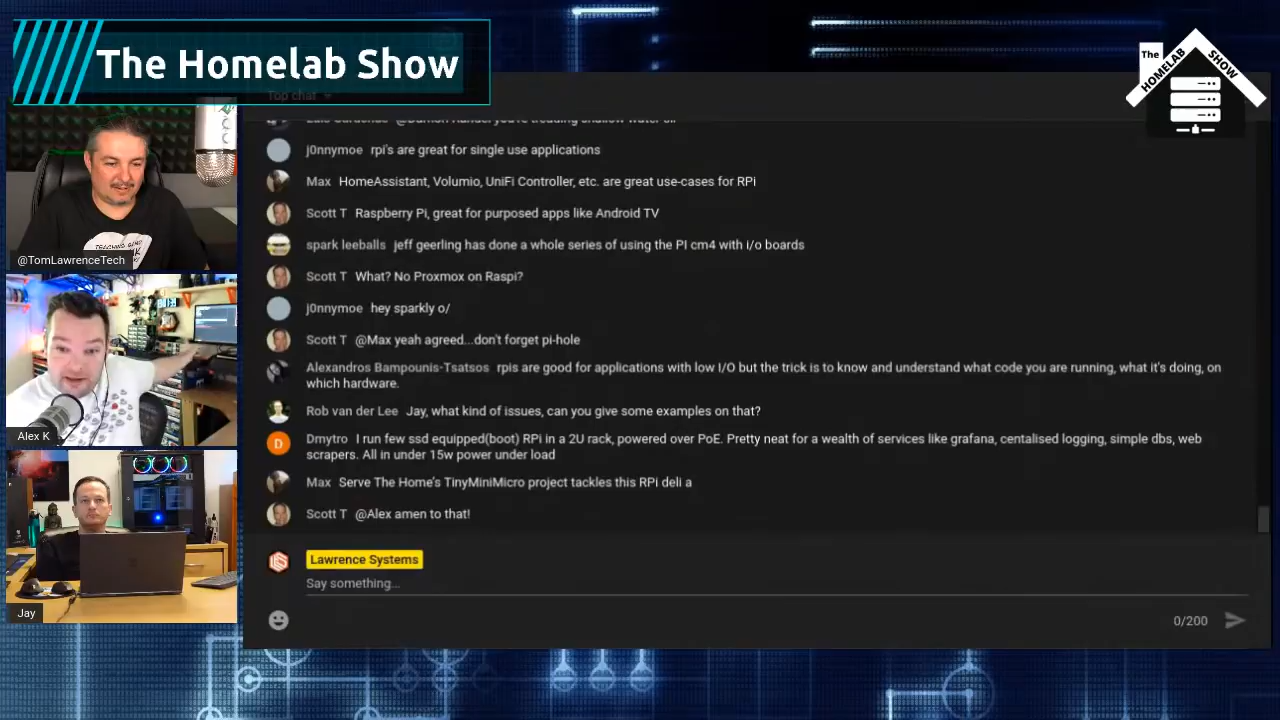 The Homelab Show
The
HOMELAB
SHOW
Top chat
@TomLawrenceTech
Alex K
Jay
j0nnymoe rpi's are great for single use applications
Max HomeAssistant, Volumio, UniFi Controller, etc. are great use-cases for RPi
Scott T Raspberry Pi, great for purposed apps like Android TV
spark leeballs jeff geerling has done a whole series of using the PI cm4 with i/o boards
Scott T What? No Proxmox on Raspi?
j0nnymoe hey sparkly o/
Scott T @Max yeah agreed...don't forget pi-hole
Alexandros Bampounis-Tsatsos rpis are good for applications with low I/O but the trick is to know and understand what code you are running, what it's doing, on
which hardware.
Rob van der Lee Jay, what kind of issues, can you give some examples on that?
D
Dmytro I run few ssd equipped(boot) RPi in a 2U rack, powered over PoE. Pretty neat for a wealth of services like grafana, centalised logging, simple dbs, web
scrapers. All in under 15w power under load
Max Serve The Home's TinyMiniMicro project tackles this RPi deli a
Scott T @Alex amen to that!
Lawrence Systems
Say something...
0/200